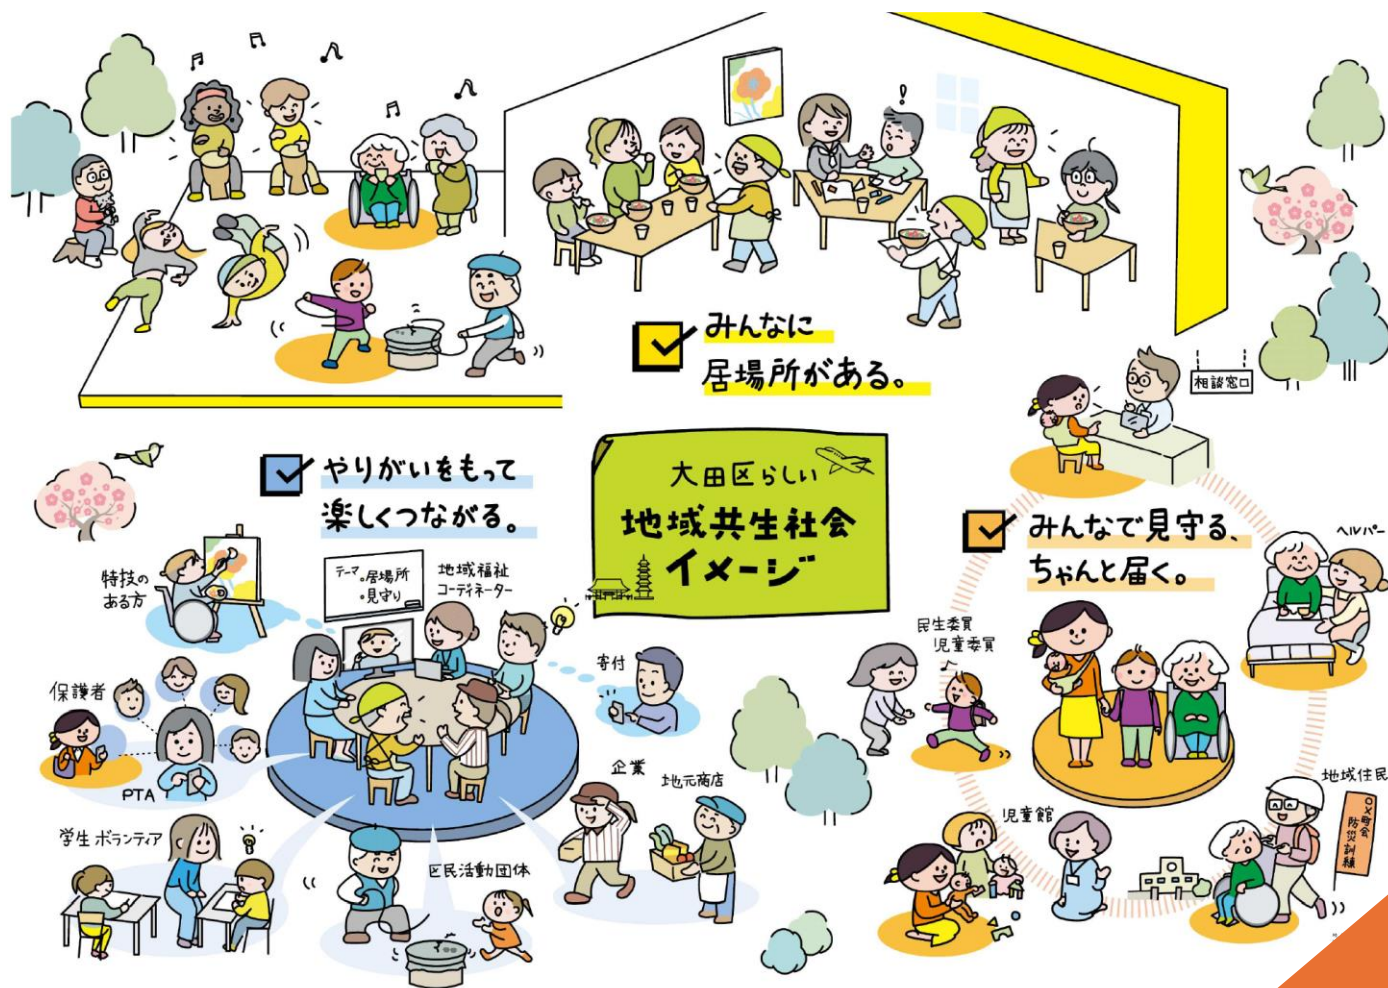 みんなに
居場所がある。
相談窓口
やりがいをもって
楽しくつながる。
大田区らしい
地域共生社会
イメージ
みんなで見守る、
ちゃんと届く。
ヘルパー
特技の
ある方
テーマ
居場所
見守り
地域福祉
コーディネーター
寄付
民生委員
児童委員
保護者
PTA
企業
地元商店
地域住民
〇×町会
防災訓練
児童館
学生ボランティア
区民活動団体